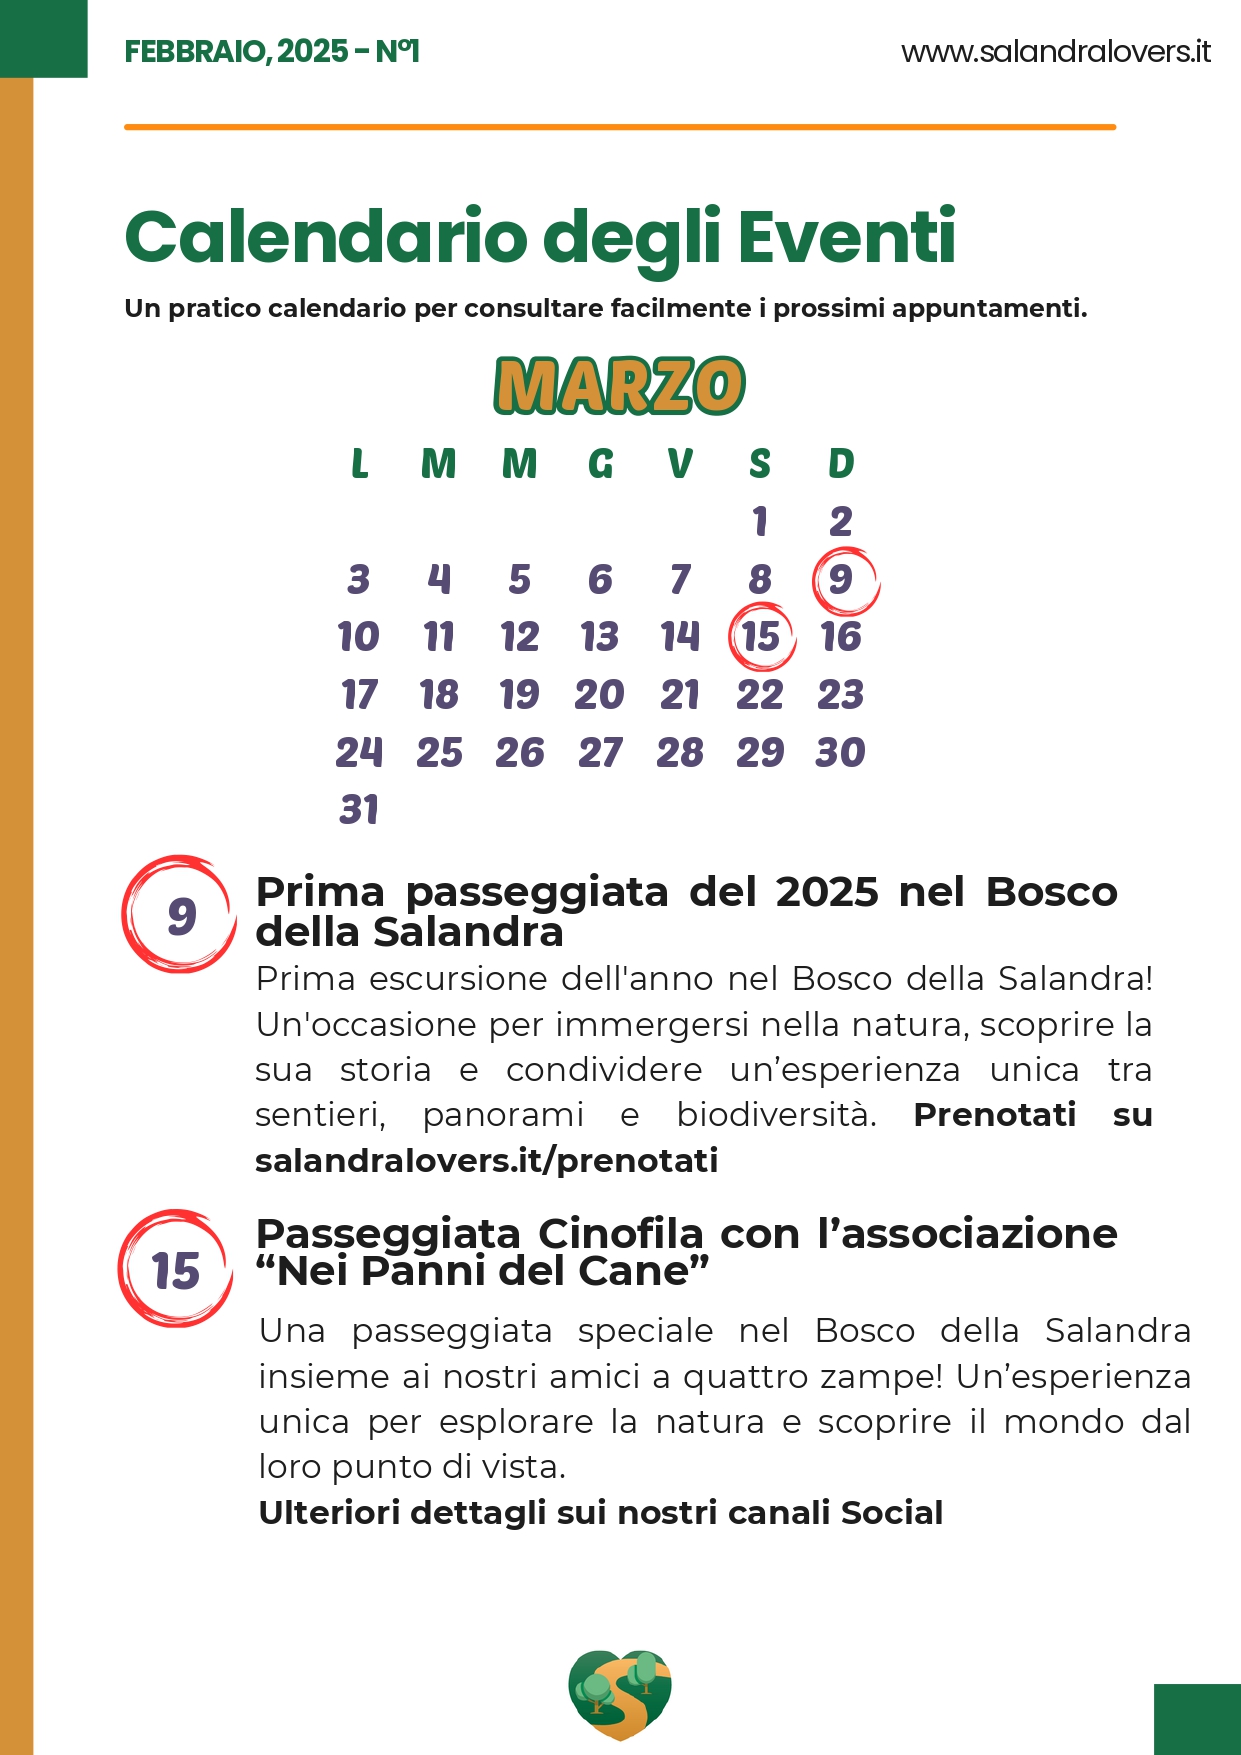 FEBBRAIO, 2025 – N°1
www.salandralovers.it
Calendario degli Eventi
Un pratico calendario per consultare facilmente i prossimi appuntamenti.
MARZO
L M M G V S D
1 2
3 4 5 6 7 8 9
10 11 12 13 14 15 16
17 18 19 20 21 22 23
24 25 26 27 28 29 30
31
9
Prima passeggiata del 2025 nel Bosco
della Salandra
Prima escursione dell'anno nel Bosco della Salandra!
Un'occasione per immergersi nella natura, scoprire la
sua storia e condividere un’esperienza unica tra
sentieri, panorami e biodiversità. Prenotati su
salandralovers.it/prenotati
15
Passeggiata Cinofila con l’associazione
“Nei Panni del Cane”
Una passeggiata speciale nel Bosco della Salandra
insieme ai nostri amici a quattro zampe! Un’esperienza
unica per esplorare la natura e scoprire il mondo dal
loro punto di vista.
Ulteriori dettagli sui nostri canali Social